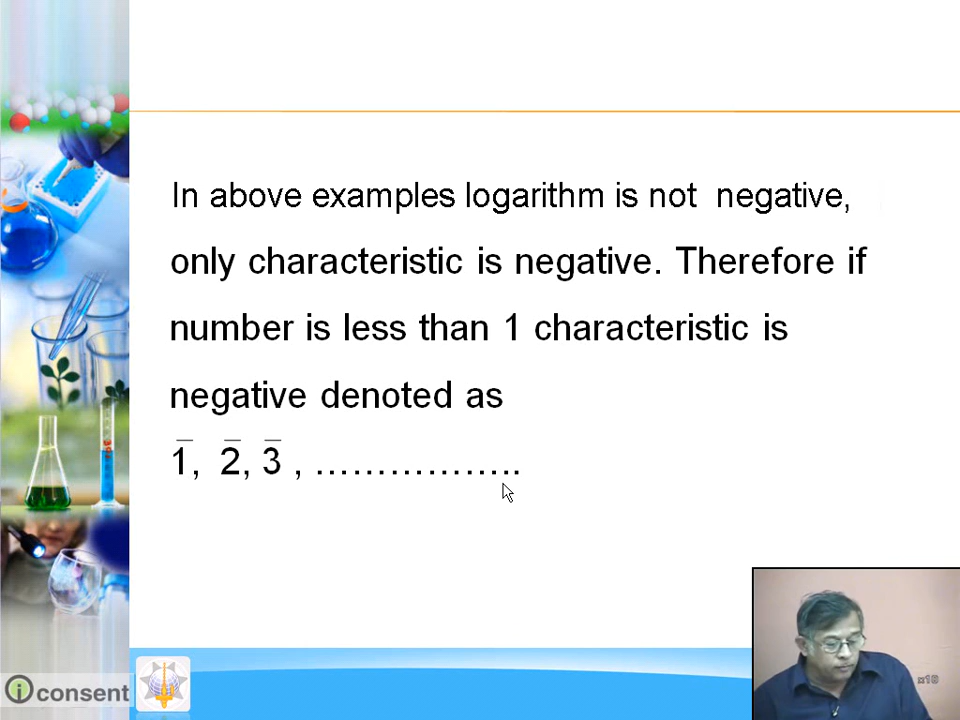 In above examples logarithm is not negative,
only characteristic is negative. Therefore if
number is less than 1 characteristic is
negative denoted as
1̅, 2̅, 3̅ , ……………..
i consent